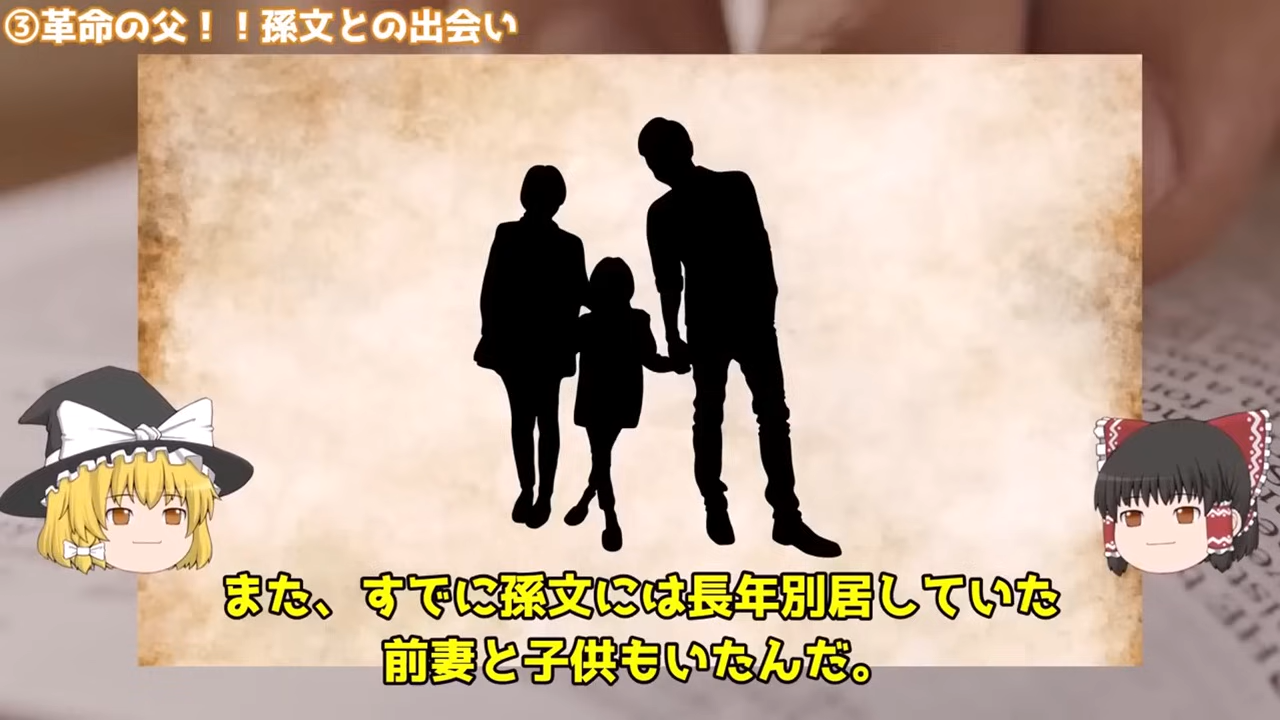 ③革命の父！！孫文との出会い
また、すでに孫文には長年別居していた
前妻と子供もいたんだ。